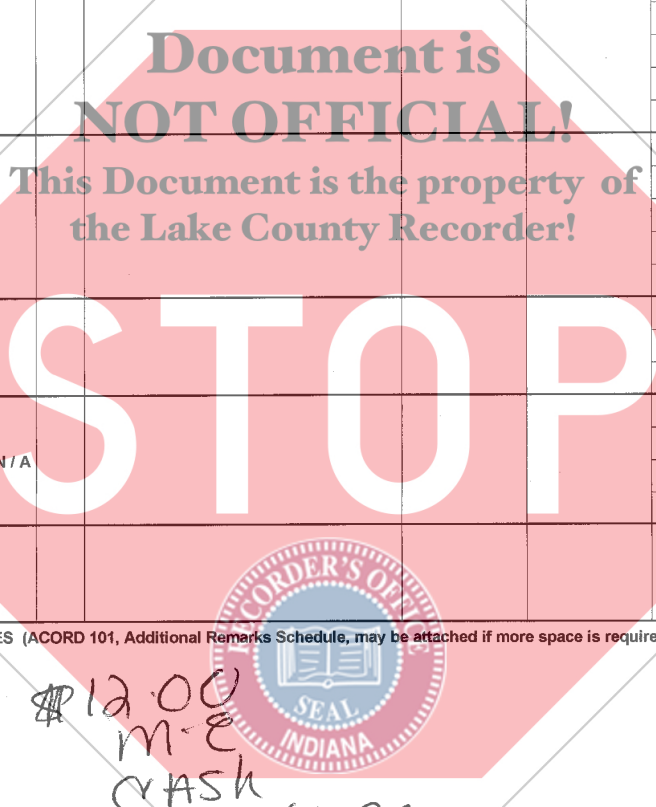 Document is
NOT OFFICIAL!
This Document is the property of
the Lake County Recorder!
STOP
N / A
RECORDER'S OFFICE
SEAL
INDIANA
ES (ACORD 101, Additional Remarks Schedule, may be attached if more space is require
$12.00
M-E
CASH